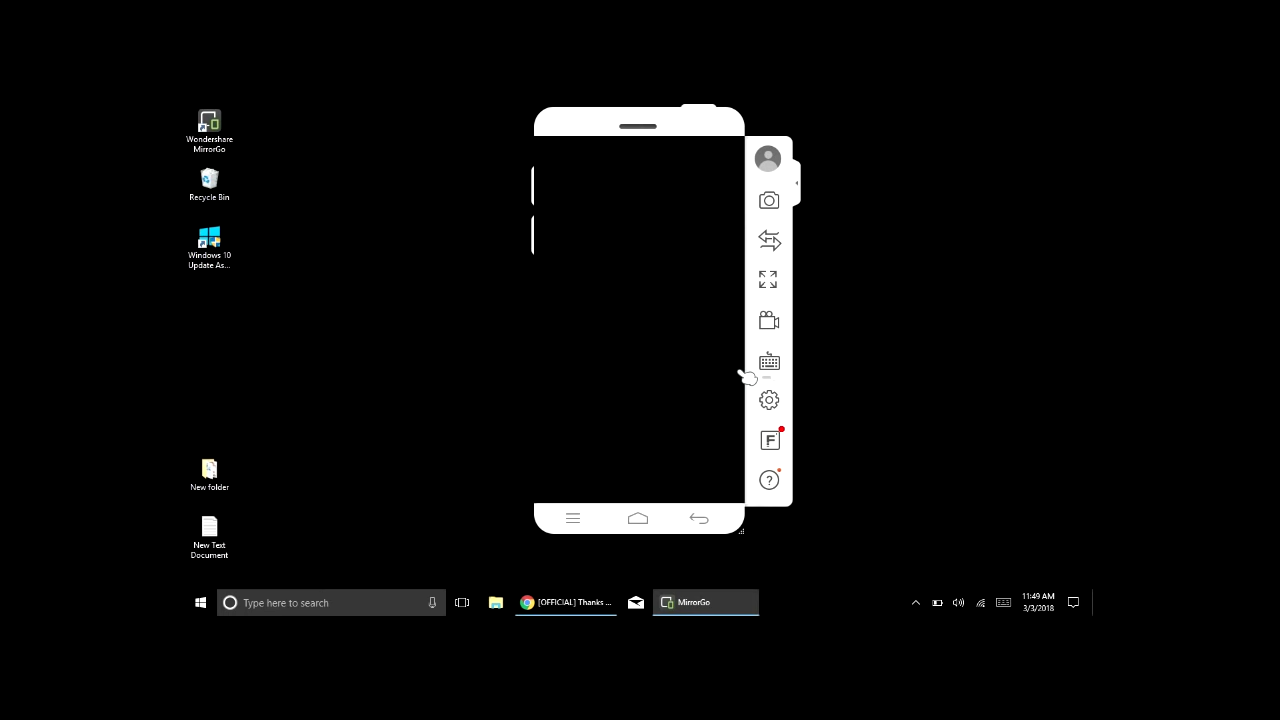 Wondershare
MirrorGo
Recycle Bin
Windows 10
Update As...
New folder
New Text
Document
F
?
Type here to search
[OFFICIAL] Thanks ...
MirrorGo
11:49 AM
3/3/2018